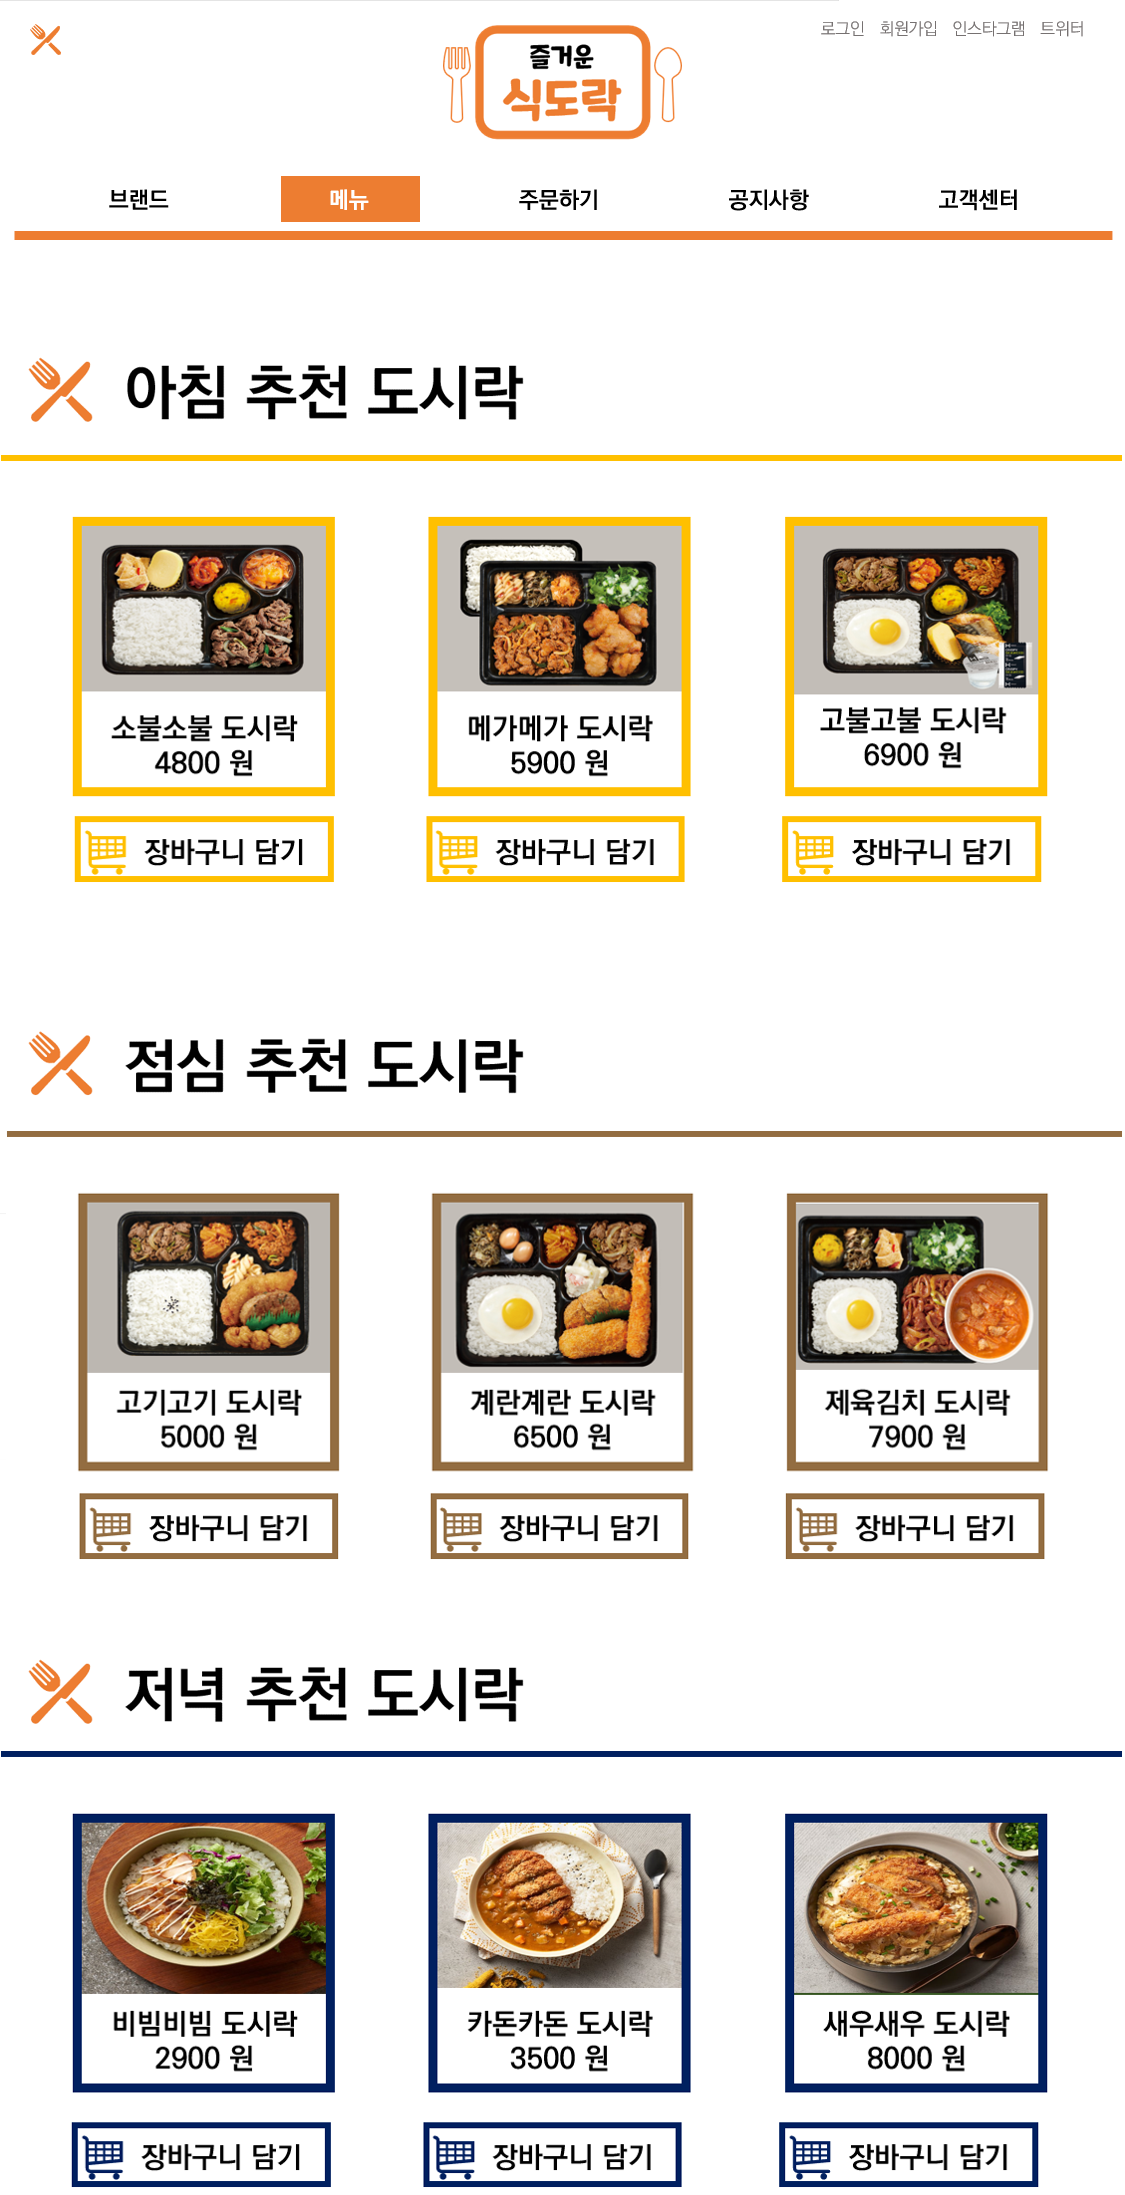 로그인 회원가입 인스타그램 트위터
즐거운
식도락
브랜드 메뉴 주문하기 공지사항 고객센터
아침 추천 도시락
소불소불 도시락
4800 원
메가메가 도시락
5900 원
고불고불 도시락
6900 원
장바구니 담기
장바구니 담기
장바구니 담기
점심 추천 도시락
고기고기 도시락
5000 원
계란계란 도시락
6500 원
제육김치 도시락
7900 원
장바구니 담기
장바구니 담기
장바구니 담기
저녁 추천 도시락
비빔비빔 도시락
2900 원
카돈카돈 도시락
3500 원
새우새우 도시락
8000 원
장바구니 담기
장바구니 담기
장바구니 담기